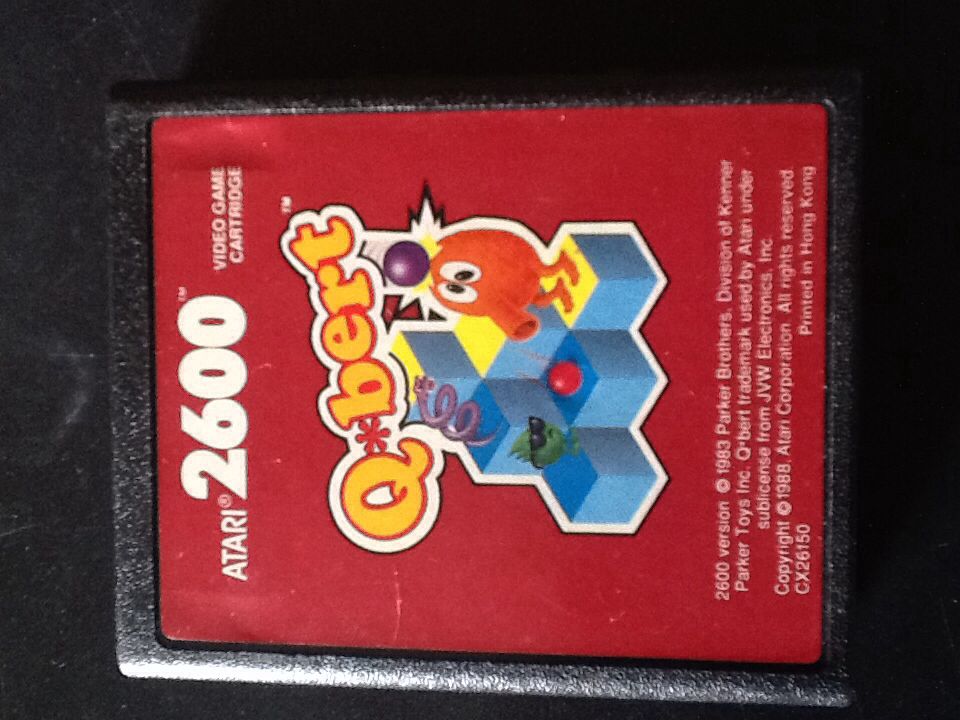 ATARI® 2600™
VIDEO GAME
CARTRIDGE
Q*bert™
2600 version © 1983 Parker Brothers, Division of Kenner
Parker Toys Inc. Q*bert trademark used by Atari under
sublicense from JVW Electronics, Inc.
Copyright © 1988, Atari Corporation. All rights reserved.
CX26150 Printed in Hong Kong